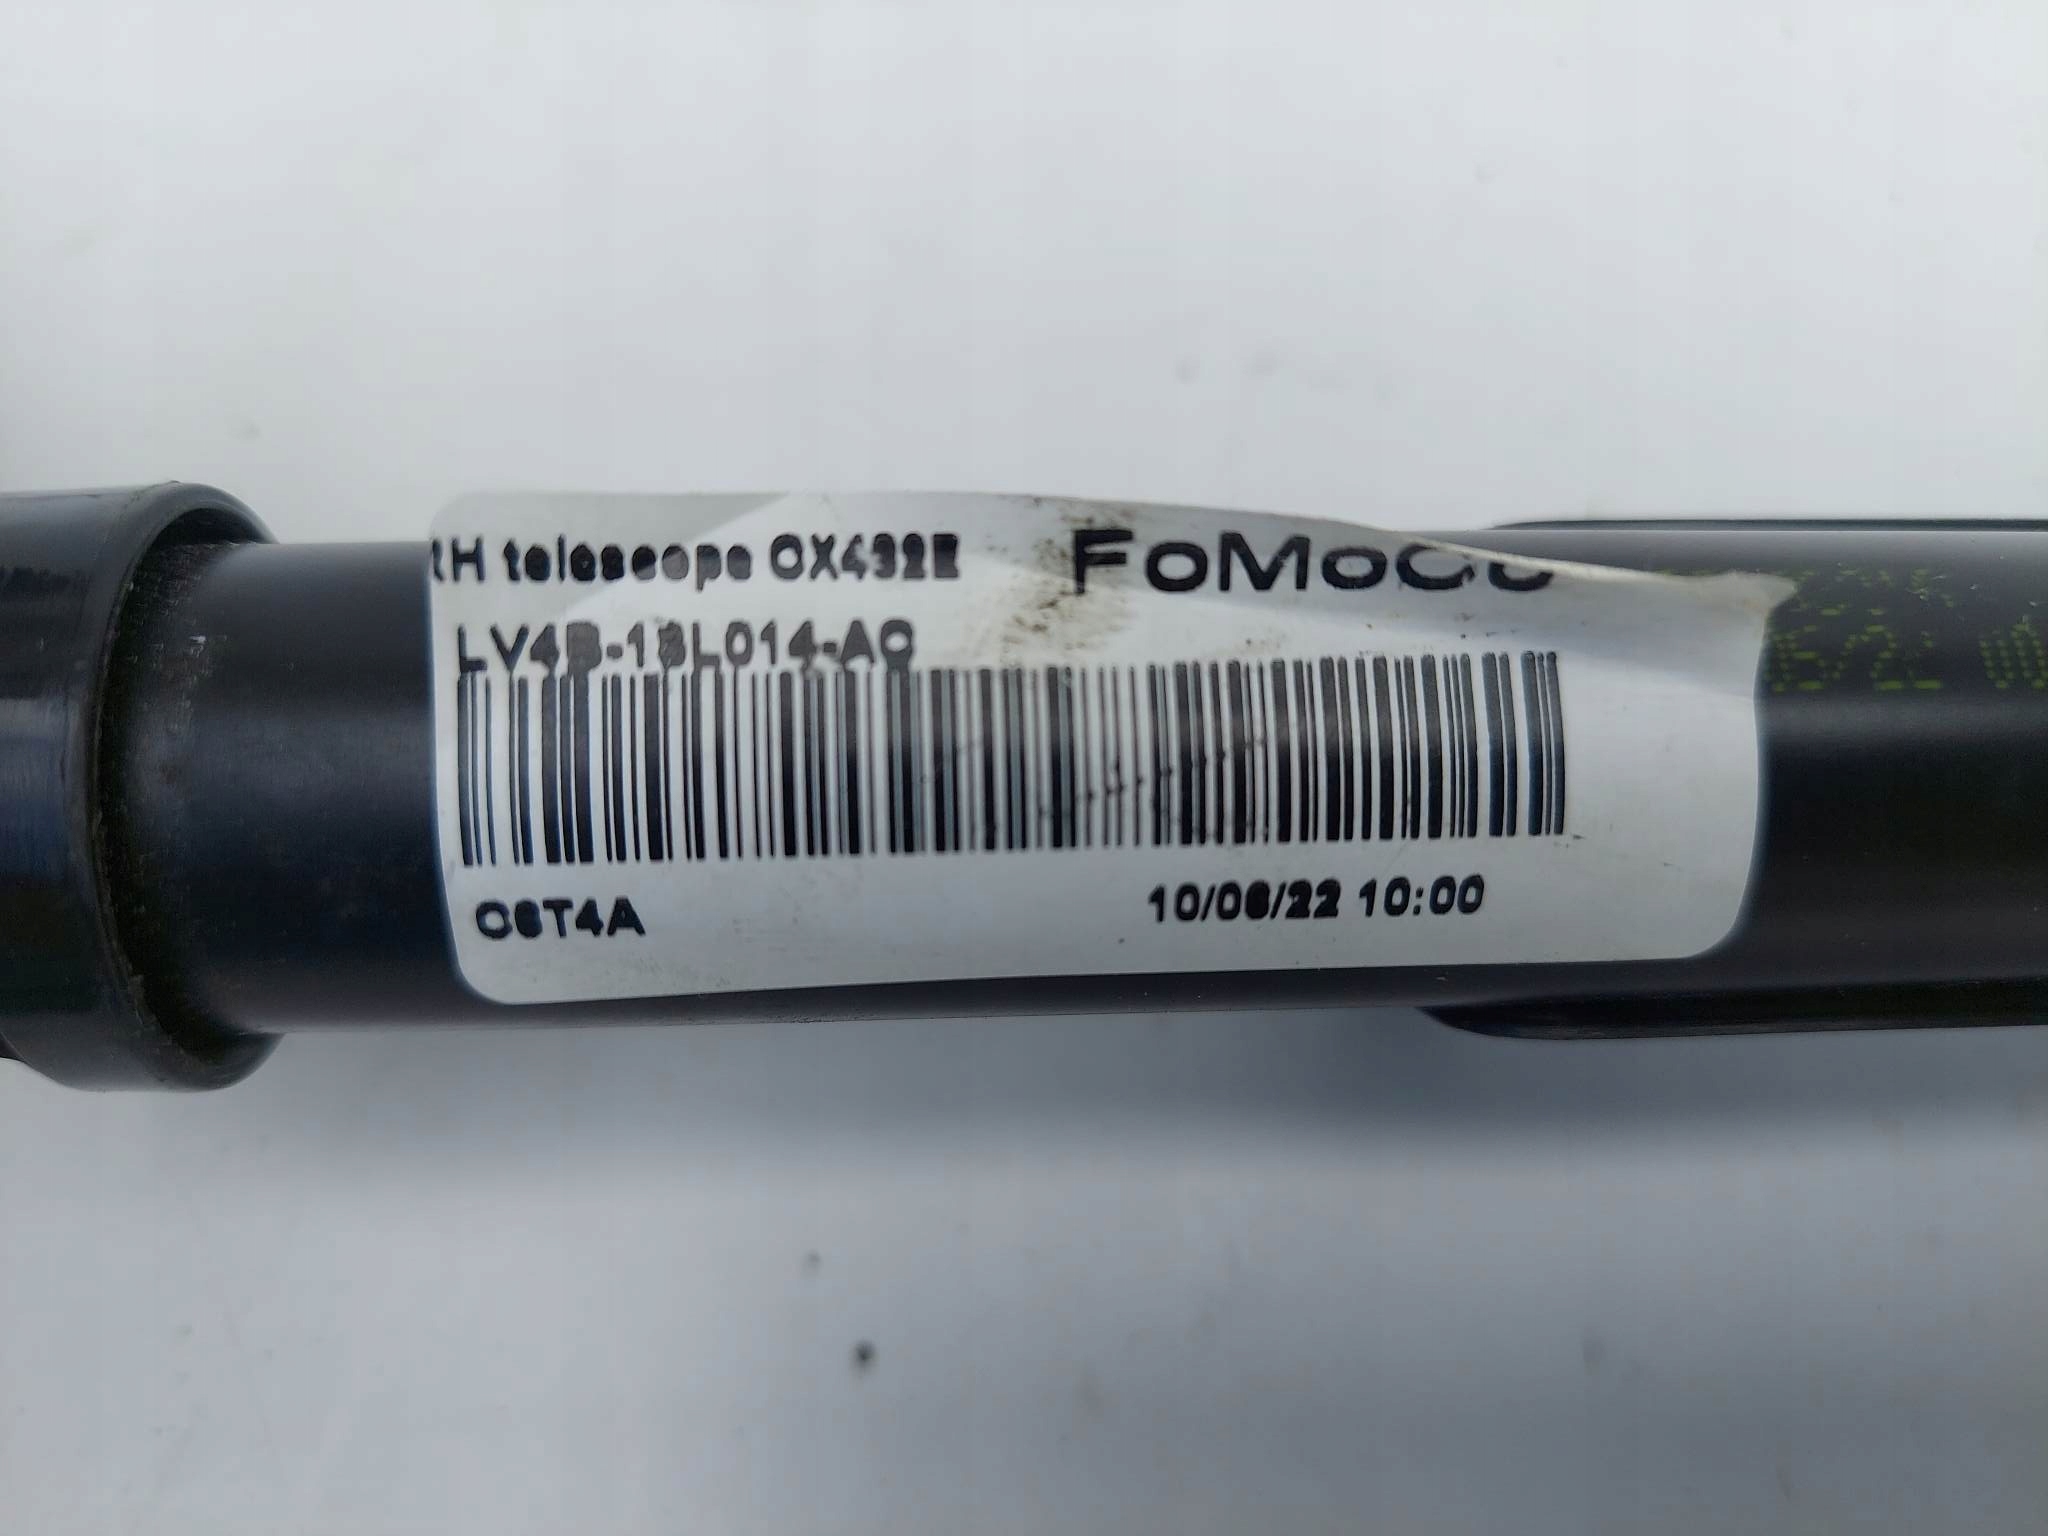 RH telescope CX432E FoMoCo
LV4B-13L014-AC
C6T4A 10/06/22 10:00